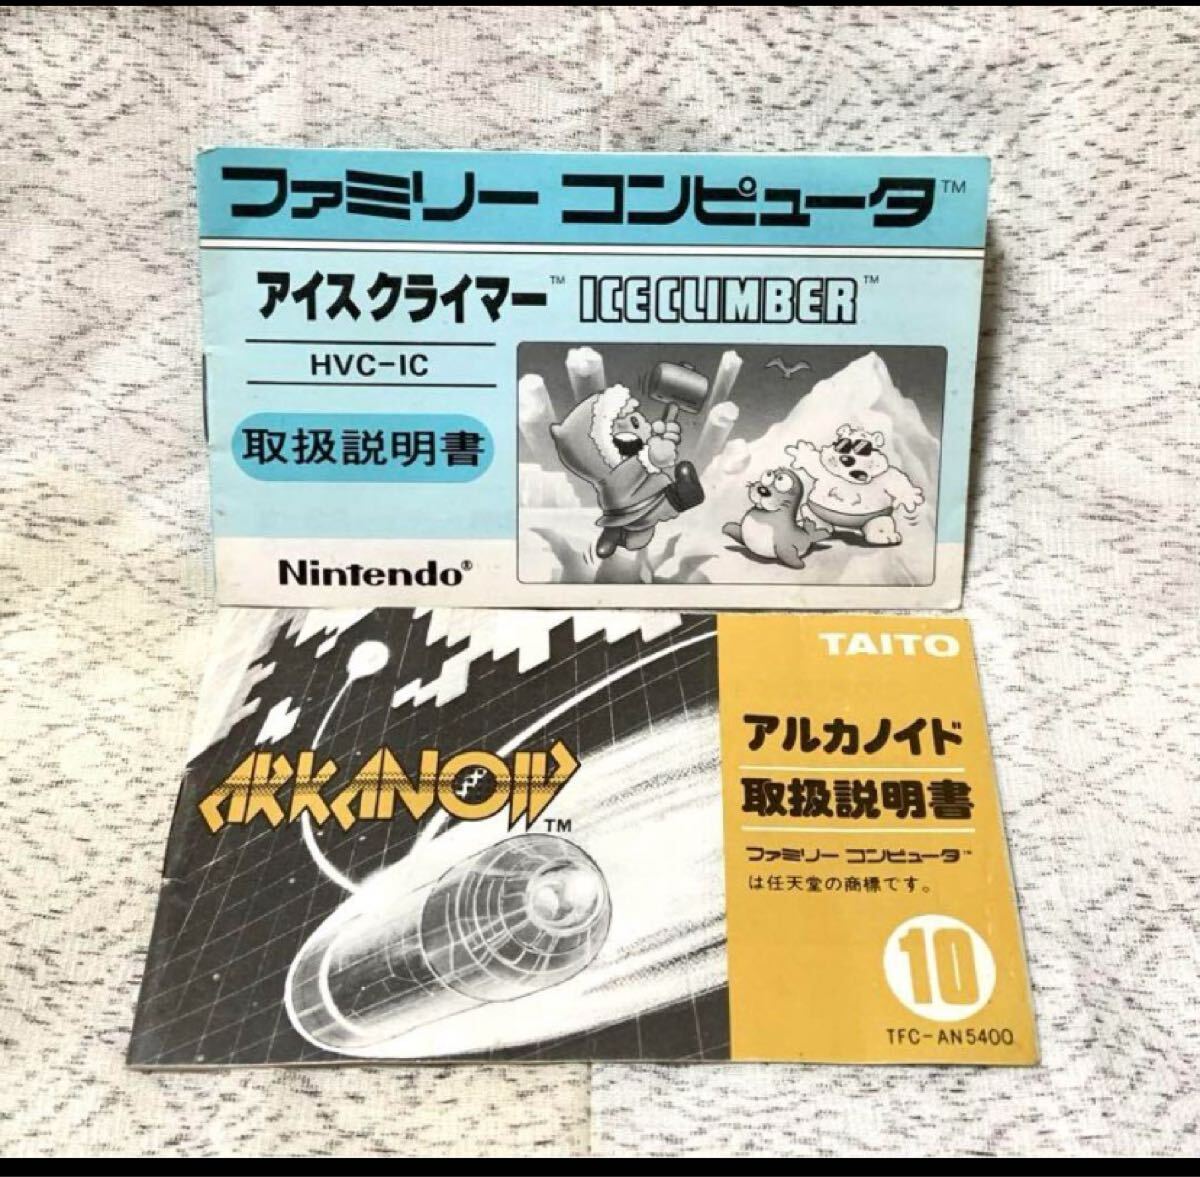 ファミリー コンピュータ™
アイスクライマー™ ICE CLIMBER™
HVC-IC
取扱説明書
Nintendo®
TAITO
アルカノイド
取扱説明書
ファミリー コンピュータ™
は任天堂の商標です。
10
TFC-AN5400
ARKANOID™